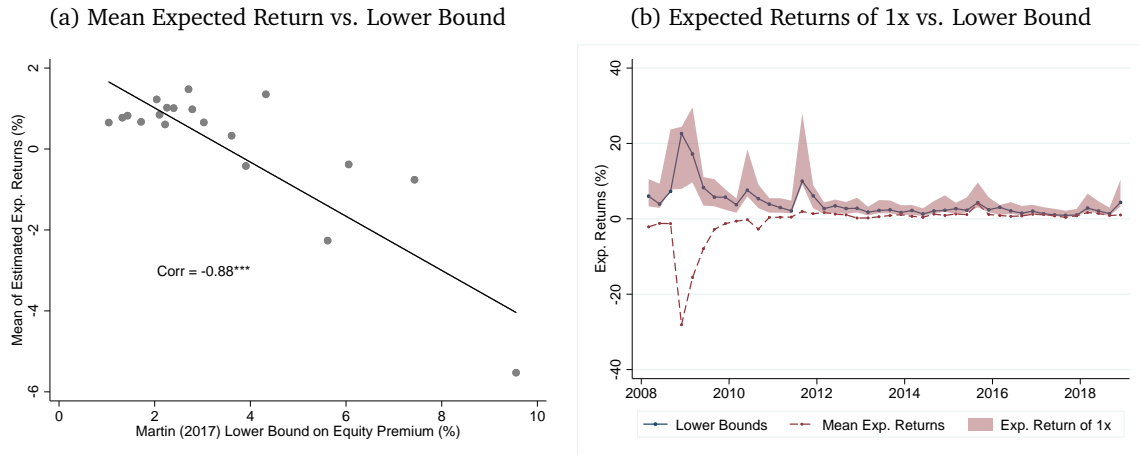 (a) Mean Expected Return vs. Lower Bound
2
0
-2
-4
-6
Mean of Estimated Exp. Returns (%)
Corr = -0.88***
0 2 4 6 8 10
Martin (2017) Lower Bound on Equity Premium (%)
(b) Expected Returns of 1x vs. Lower Bound
40
20
0
-20
-40
Exp. Returns (%)
2008 2010 2012 2014 2016 2018
Lower Bounds Mean Exp. Returns Exp. Return of 1x